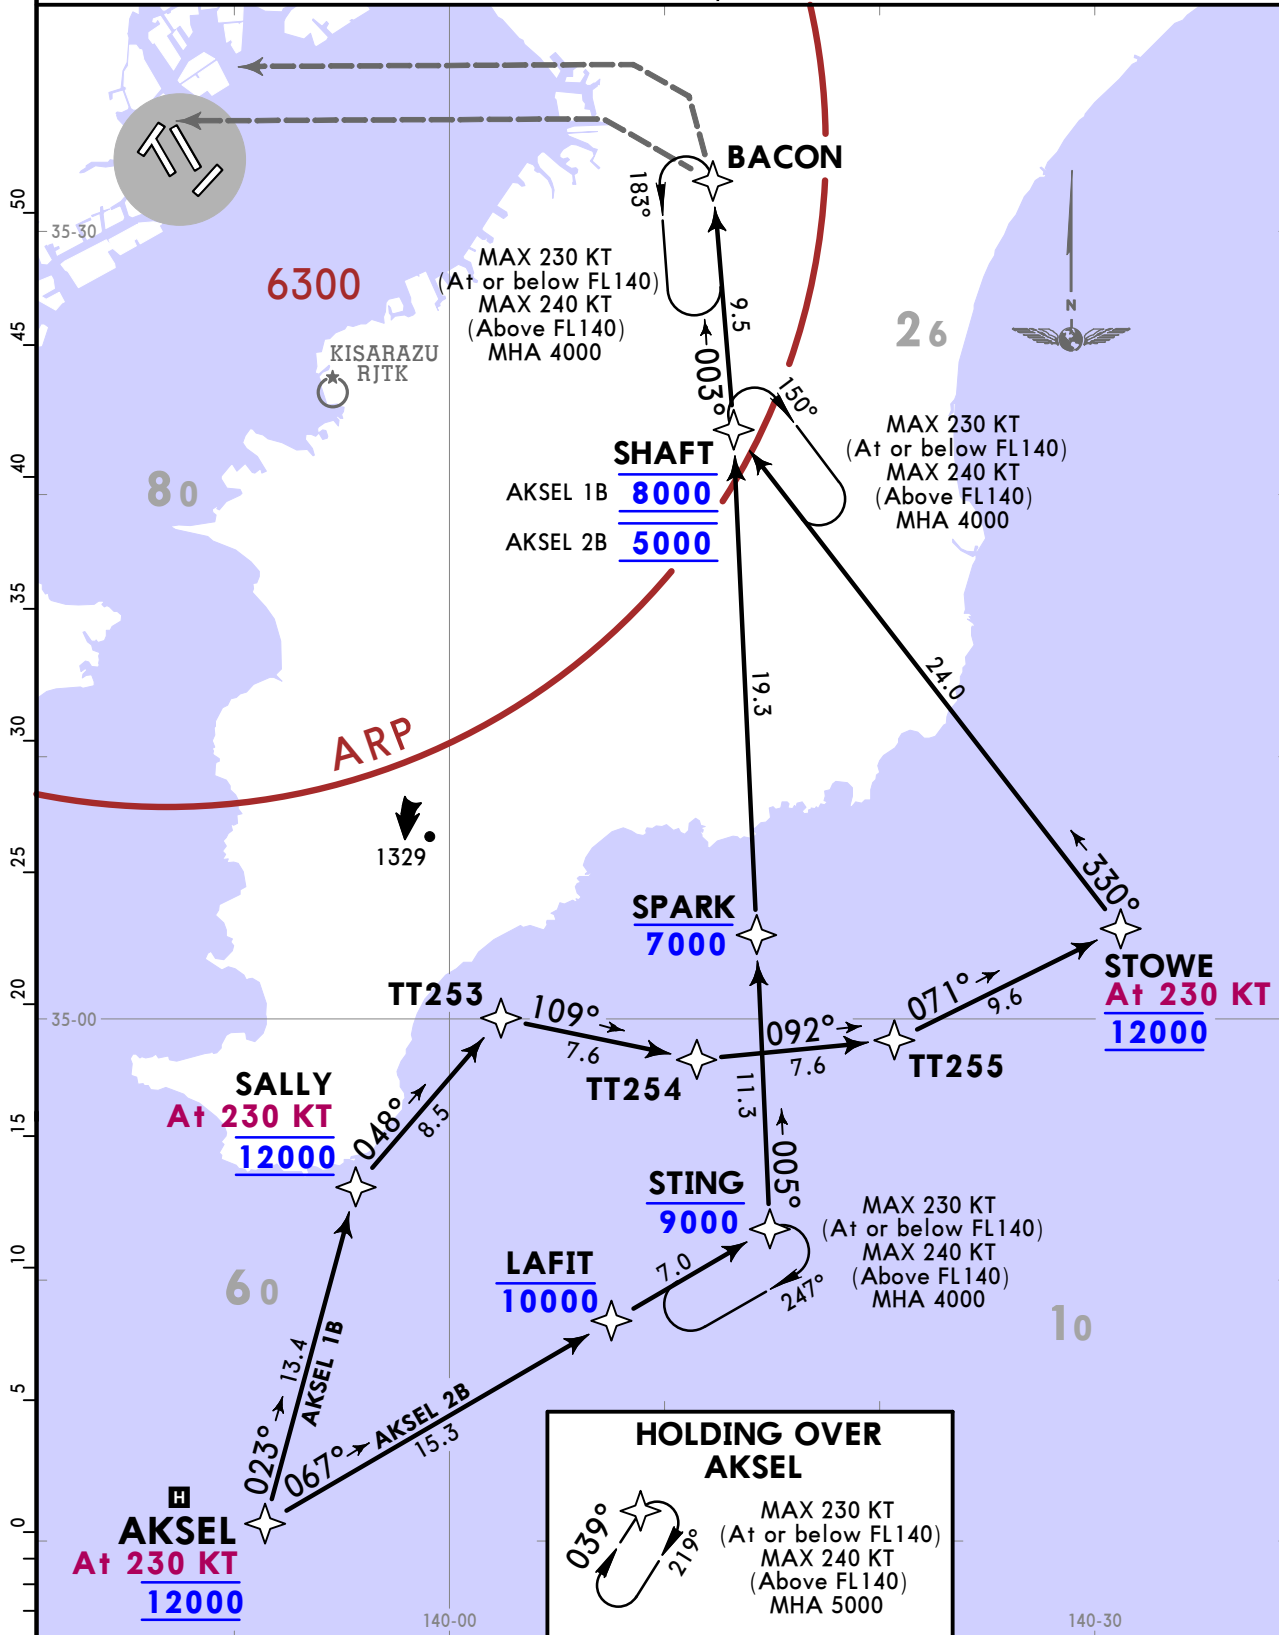 BACON
183°
50
35-30
MAX 230 KT
(At or below FL140)
MAX 240 KT
(Above FL140)
MHA 4000
6300
9.5
N
26
45
KISARAZU
RJTK
003°
150°
MAX 230 KT
(At or below FL140)
MAX 240 KT
(Above FL140)
MHA 4000
SHAFT
AKSEL 1B 8000
AKSEL 2B 5000
40
80
35
24.0
19.3
30
ARP
1329
25
330°
SPARK
7000
STOWE
At 230 KT
12000
20
35-00
TT253
109°
7.6
092°
7.6
071°
9.6
TT254
TT255
11.3
SALLY
At 230 KT
12000
048°
8.5
15
005°
STING
9000
MAX 230 KT
(At or below FL140)
MAX 240 KT
(Above FL140)
MHA 4000
7.0
247°
10
LAFIT
10000
60
10
13.4
AKSEL 1B
023°
5
067°
AKSEL 2B
15.3
H
AKSEL
At 230 KT
12000
0
HOLDING OVER
AKSEL
039°
219°
MAX 230 KT
(At or below FL140)
MAX 240 KT
(Above FL140)
MHA 5000
140-00
140-30